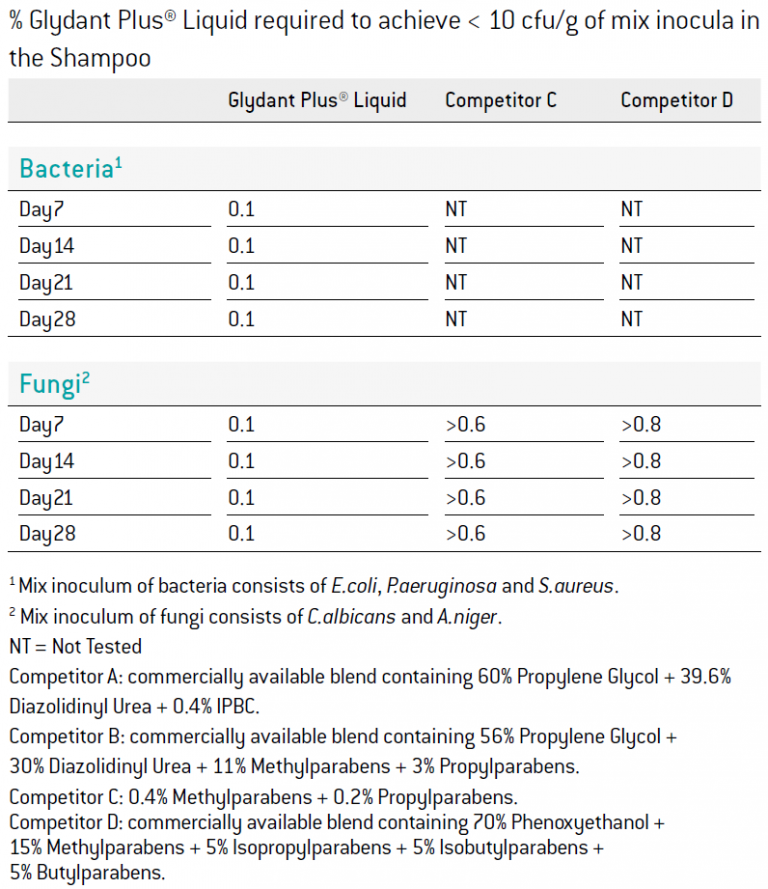 % Glydant Plus® Liquid required to achieve < 10 cfu/g of mix inocula in
the Shampoo
Glydant Plus® Liquid Competitor C Competitor D
Bacteria¹
Day7 0.1 NT NT
Day14 0.1 NT NT
Day21 0.1 NT NT
Day28 0.1 NT NT
Fungi²
Day7 0.1 >0.6 >0.8
Day14 0.1 >0.6 >0.8
Day21 0.1 >0.6 >0.8
Day28 0.1 >0.6 >0.8
¹ Mix inoculum of bacteria consists of E.coli, P.aeruginosa and S.aureus.
² Mix inoculum of fungi consists of C.albicans and A.niger.
NT = Not Tested
Competitor A: commercially available blend containing 60% Propylene Glycol + 39.6%
Diazolidinyl Urea + 0.4% IPBC.
Competitor B: commercially available blend containing 56% Propylene Glycol +
30% Diazolidinyl Urea + 11% Methylparabens + 3% Propylparabens.
Competitor C: 0.4% Methylparabens + 0.2% Propylparabens.
Competitor D: commercially available blend containing 70% Phenoxyethanol +
15% Methylparabens + 5% Isopropylparabens + 5% Isobutylparabens +
5% Butylparabens.